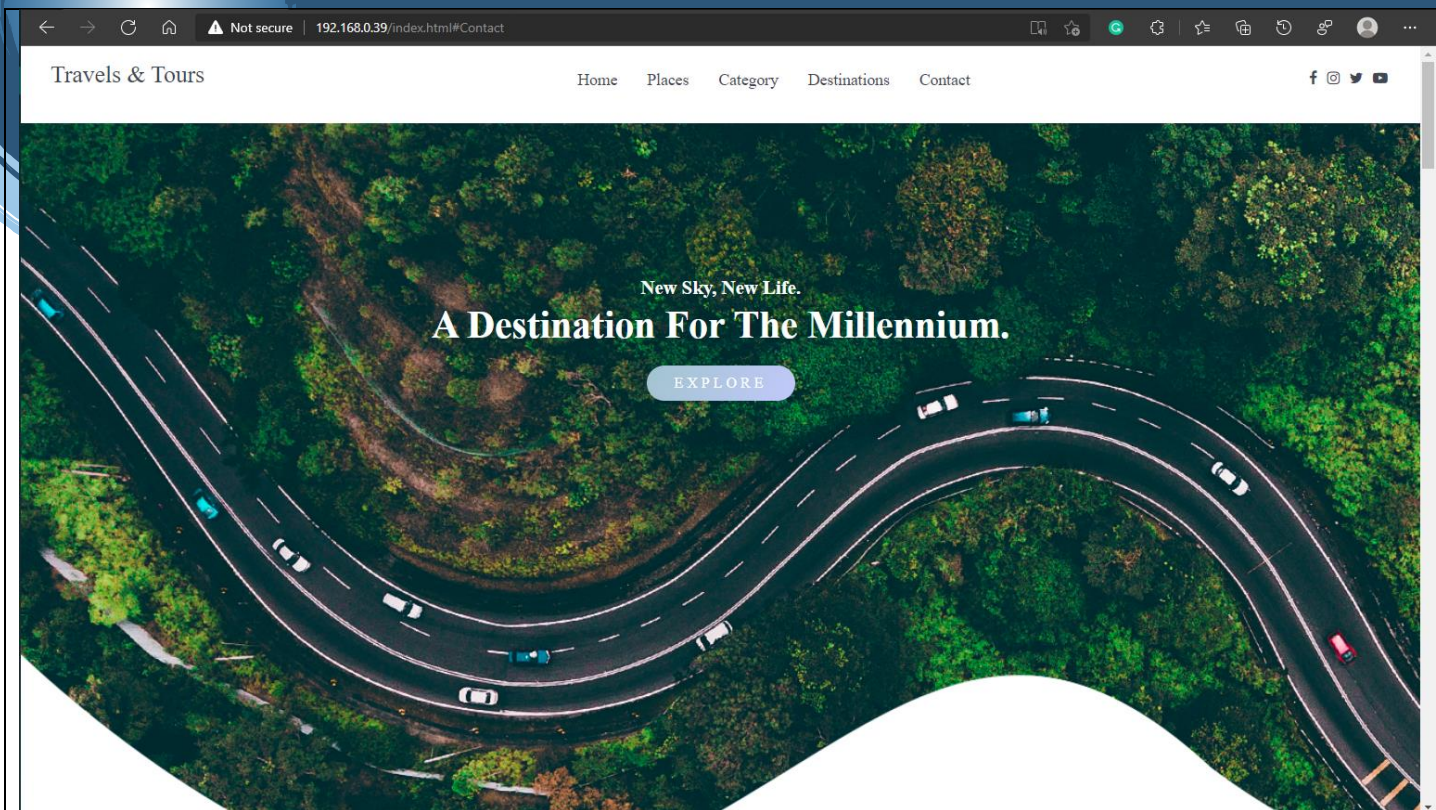 Not secure | 192.168.0.39/index.html#Contact
Travels & Tours
Home Places Category Destinations Contact
New Sky, New Life.
A Destination For The Millennium.
EXPLORE